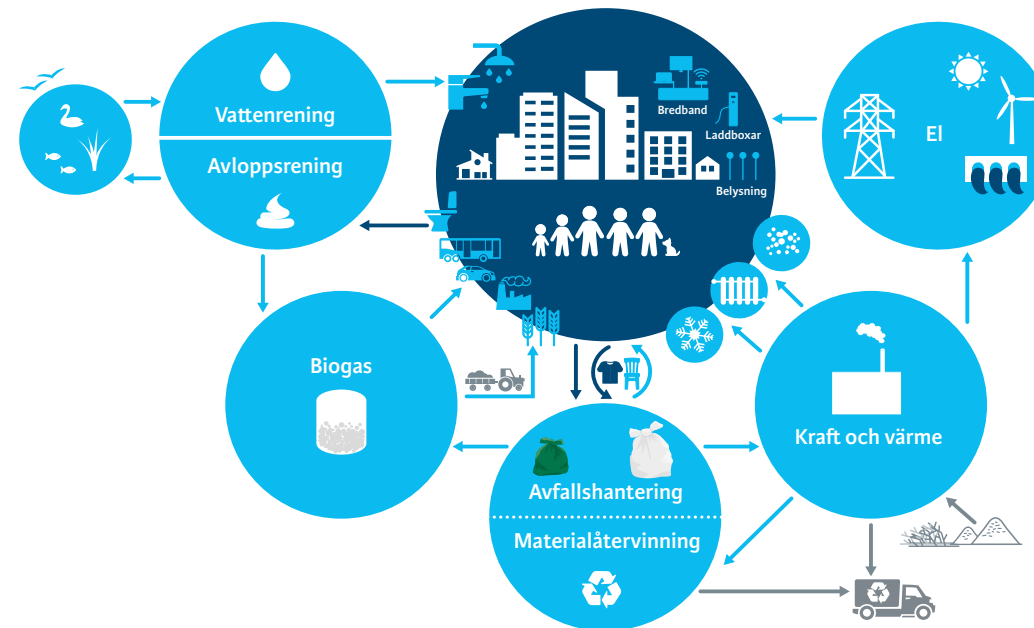 Vattenrening
Avloppsrening
Bredband
Laddboxar
Belysning
El
Biogas
Kraft och värme
Avfallshantering
Materialåtervinning